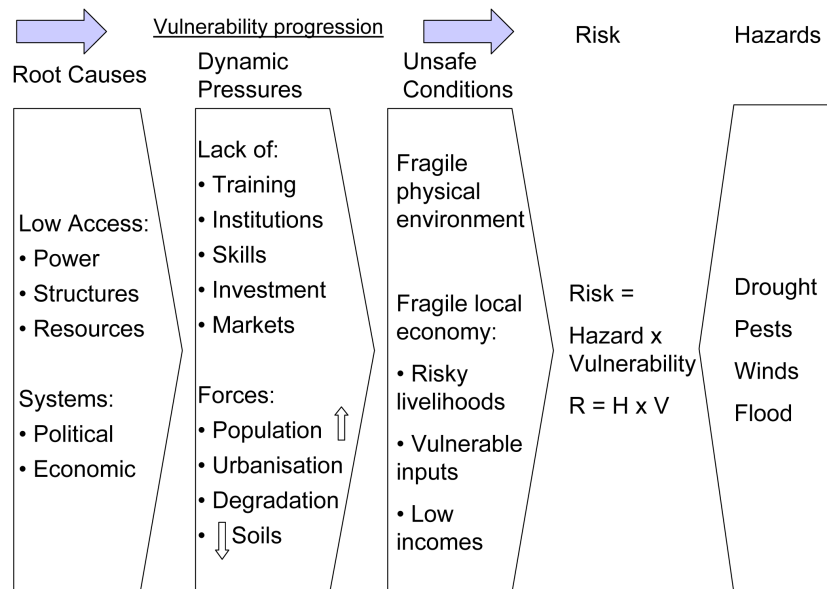 Vulnerability progression
Root Causes
Dynamic
Pressures
Unsafe
Conditions
Risk
Hazards
Low Access:
• Power
• Structures
• Resources
Systems:
• Political
• Economic
Lack of:
• Training
• Institutions
• Skills
• Investment
• Markets
Forces:
• Population
• Urbanisation
• Degradation
• Soils
Fragile
physical
environment
Fragile local
economy:
• Risky
livelihoods
• Vulnerable
inputs
• Low
incomes
Risk =
Hazard x
Vulnerability
R = H x V
Drought
Pests
Winds
Flood